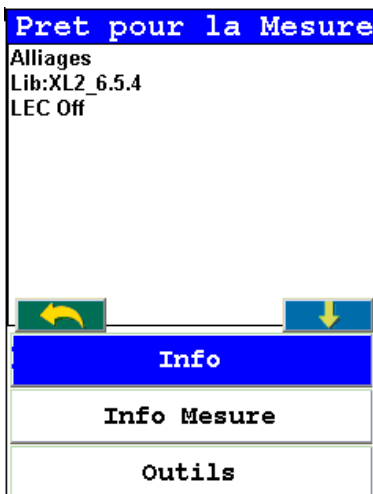 Pret pour la Mesure
Alliages
Lib:XL2_6.5.4
LEC Off
Info
Info Mesure
Outils